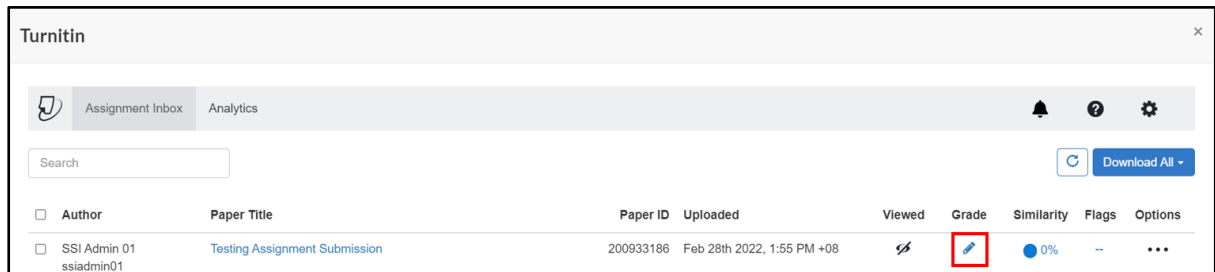 Turnitin ×
Assignment Inbox Analytics
Search Download All
Author Paper Title Paper ID Uploaded Viewed Grade Similarity Flags Options
SSI Admin 01 Testing Assignment Submission 200933186 Feb 28th 2022, 1:55 PM +08 0% -- •••
ssiadmin01